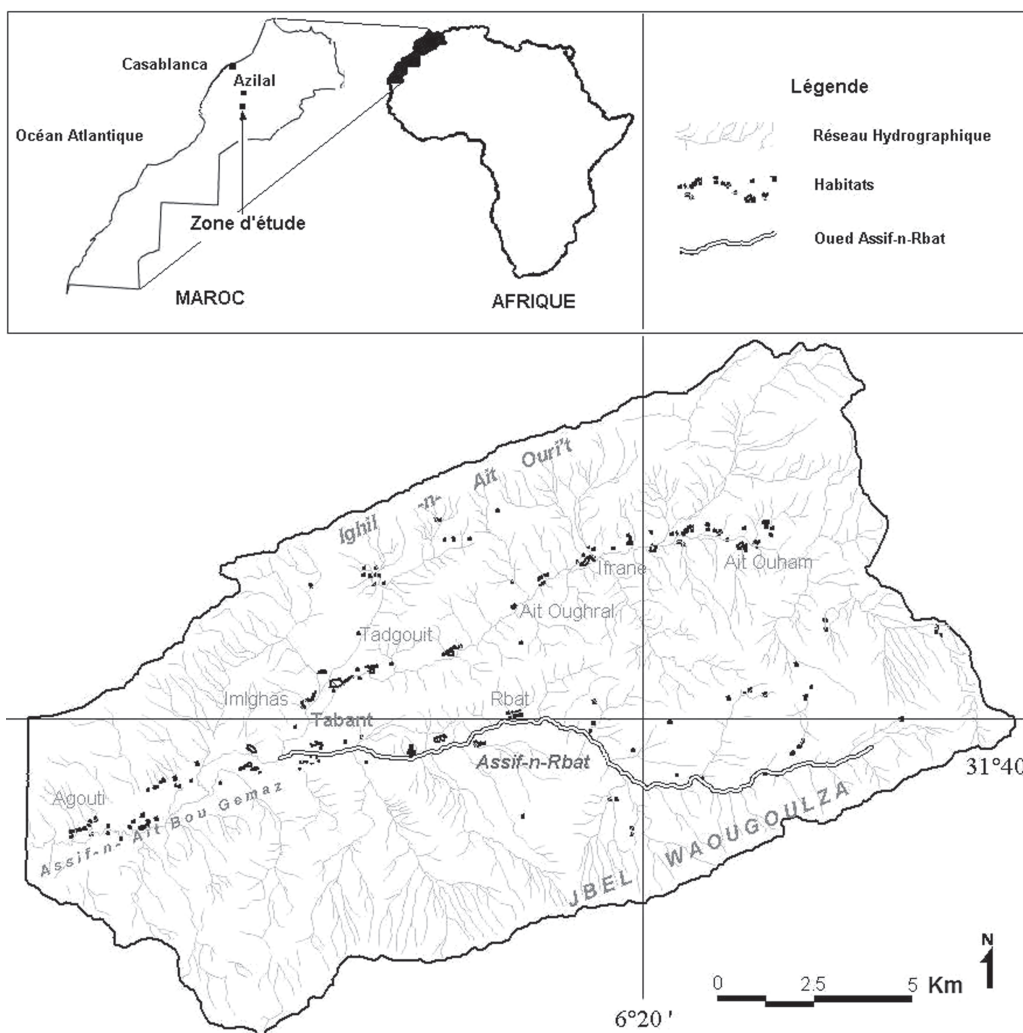 Casablanca
Azilal
Océan Atlantique
Zone d'étude
MAROC
AFRIQUE
Légende
Réseau Hydrographique
Habitats
Oued Assif-n-Rbat
Ighil -n- Ait Ouri't
Ifrane
Ait Ouham
Ait Oughral
Tadgouit
Imlghas
Rbat
Tabant
Assif-n-Rbat
31°40
Agouti
Assif-n- Ait Bou Gemaz
JBEL WAOUGOULZA
N
0 2.5 5 Km
6°20 '